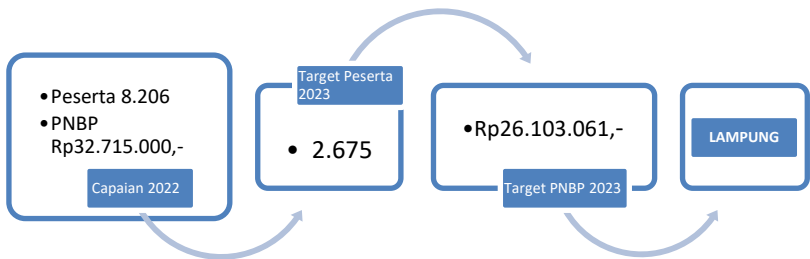 •Peserta 8.206
•PNBP
Rp32.715.000,-
Capaian 2022
Target Peserta
2023
• 2.675
•Rp26.103.061,-
Target PNBP 2023
LAMPUNG